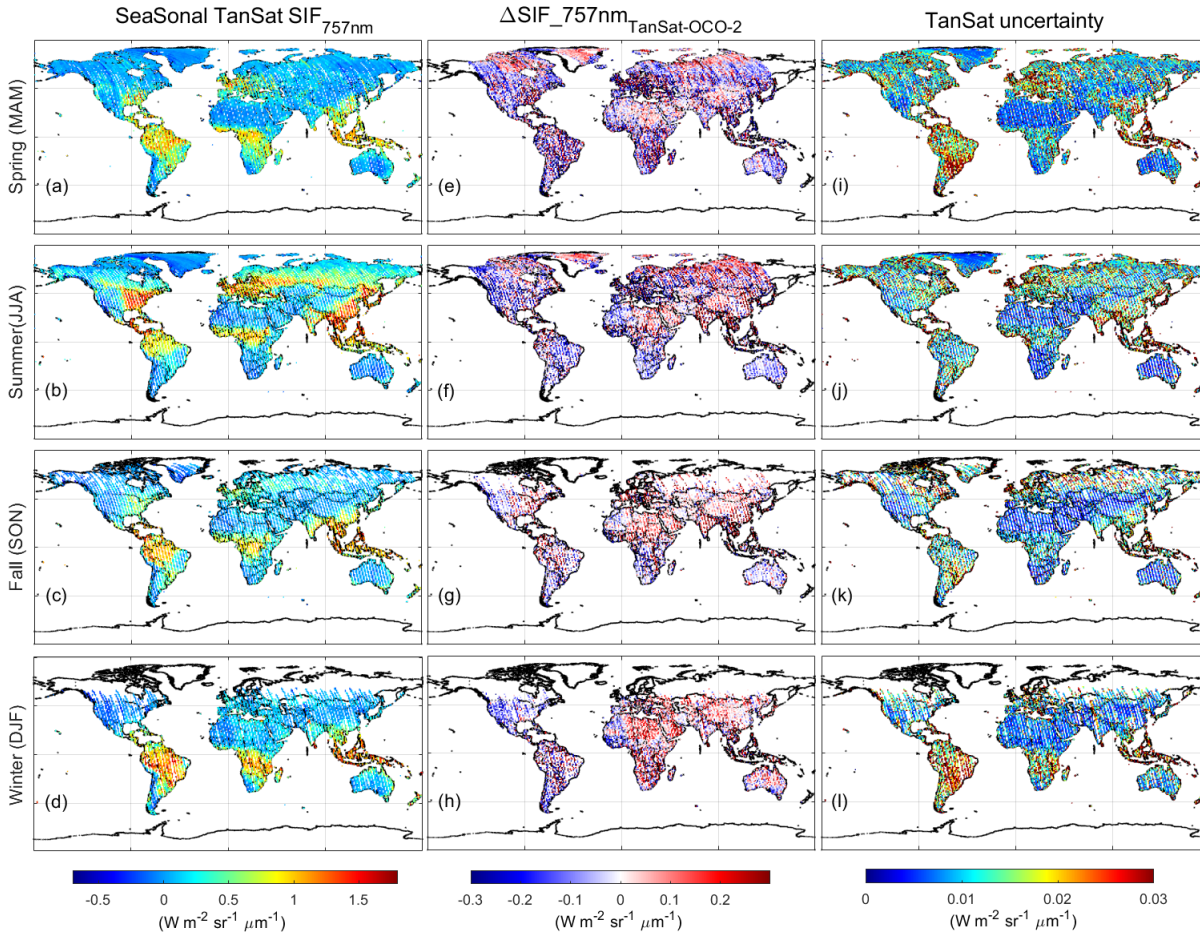 SeaSonal TanSat SIF757nm
ΔSIF_757nmTanSat-OCO-2
TanSat uncertainty
Spring (MAM)
(a)
(e)
(i)
Summer(JJA)
(b)
(f)
(j)
Fall (SON)
(c)
(g)
(k)
Winter (DJF)
(d)
(h)
(l)
-0.5 0 0.5 1 1.5
-0.3 -0.2 -0.1 0 0.1 0.2
0 0.01 0.02 0.03
(W m-2 sr-1 μm-1)
(W m-2 sr-1 μm-1)
(W m-2 sr-1 μm-1)